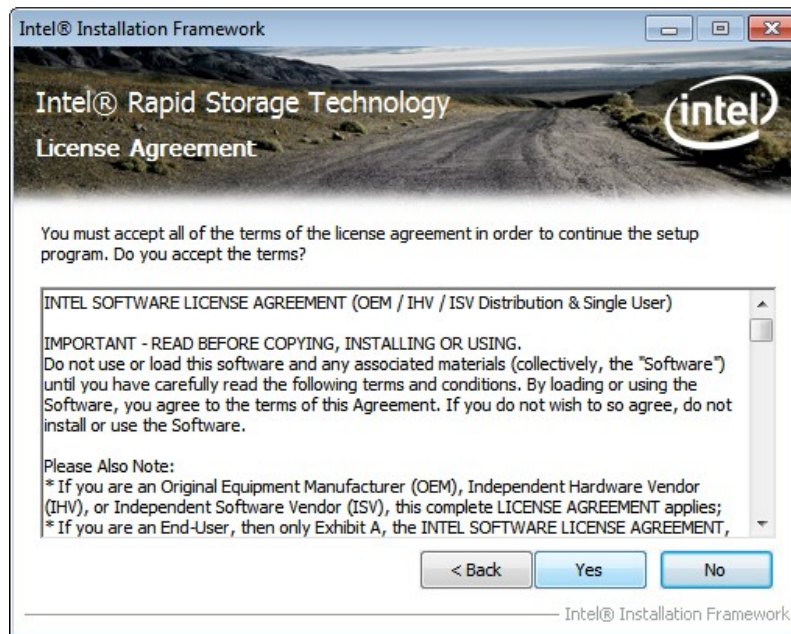 Intel® Installation Framework
Intel® Rapid Storage Technology
License Agreement
intel
You must accept all of the terms of the license agreement in order to continue the setup
program. Do you accept the terms?
INTEL SOFTWARE LICENSE AGREEMENT (OEM / IHV / ISV Distribution & Single User)
IMPORTANT - READ BEFORE COPYING, INSTALLING OR USING.
Do not use or load this software and any associated materials (collectively, the "Software")
until you have carefully read the following terms and conditions. By loading or using the
Software, you agree to the terms of this Agreement. If you do not wish to so agree, do not
install or use the Software.
Please Also Note:
* If you are an Original Equipment Manufacturer (OEM), Independent Hardware Vendor
(IHV), or Independent Software Vendor (ISV), this complete LICENSE AGREEMENT applies;
* If you are an End-User, then only Exhibit A, the INTEL SOFTWARE LICENSE AGREEMENT,
< Back Yes No
Intel® Installation Framework